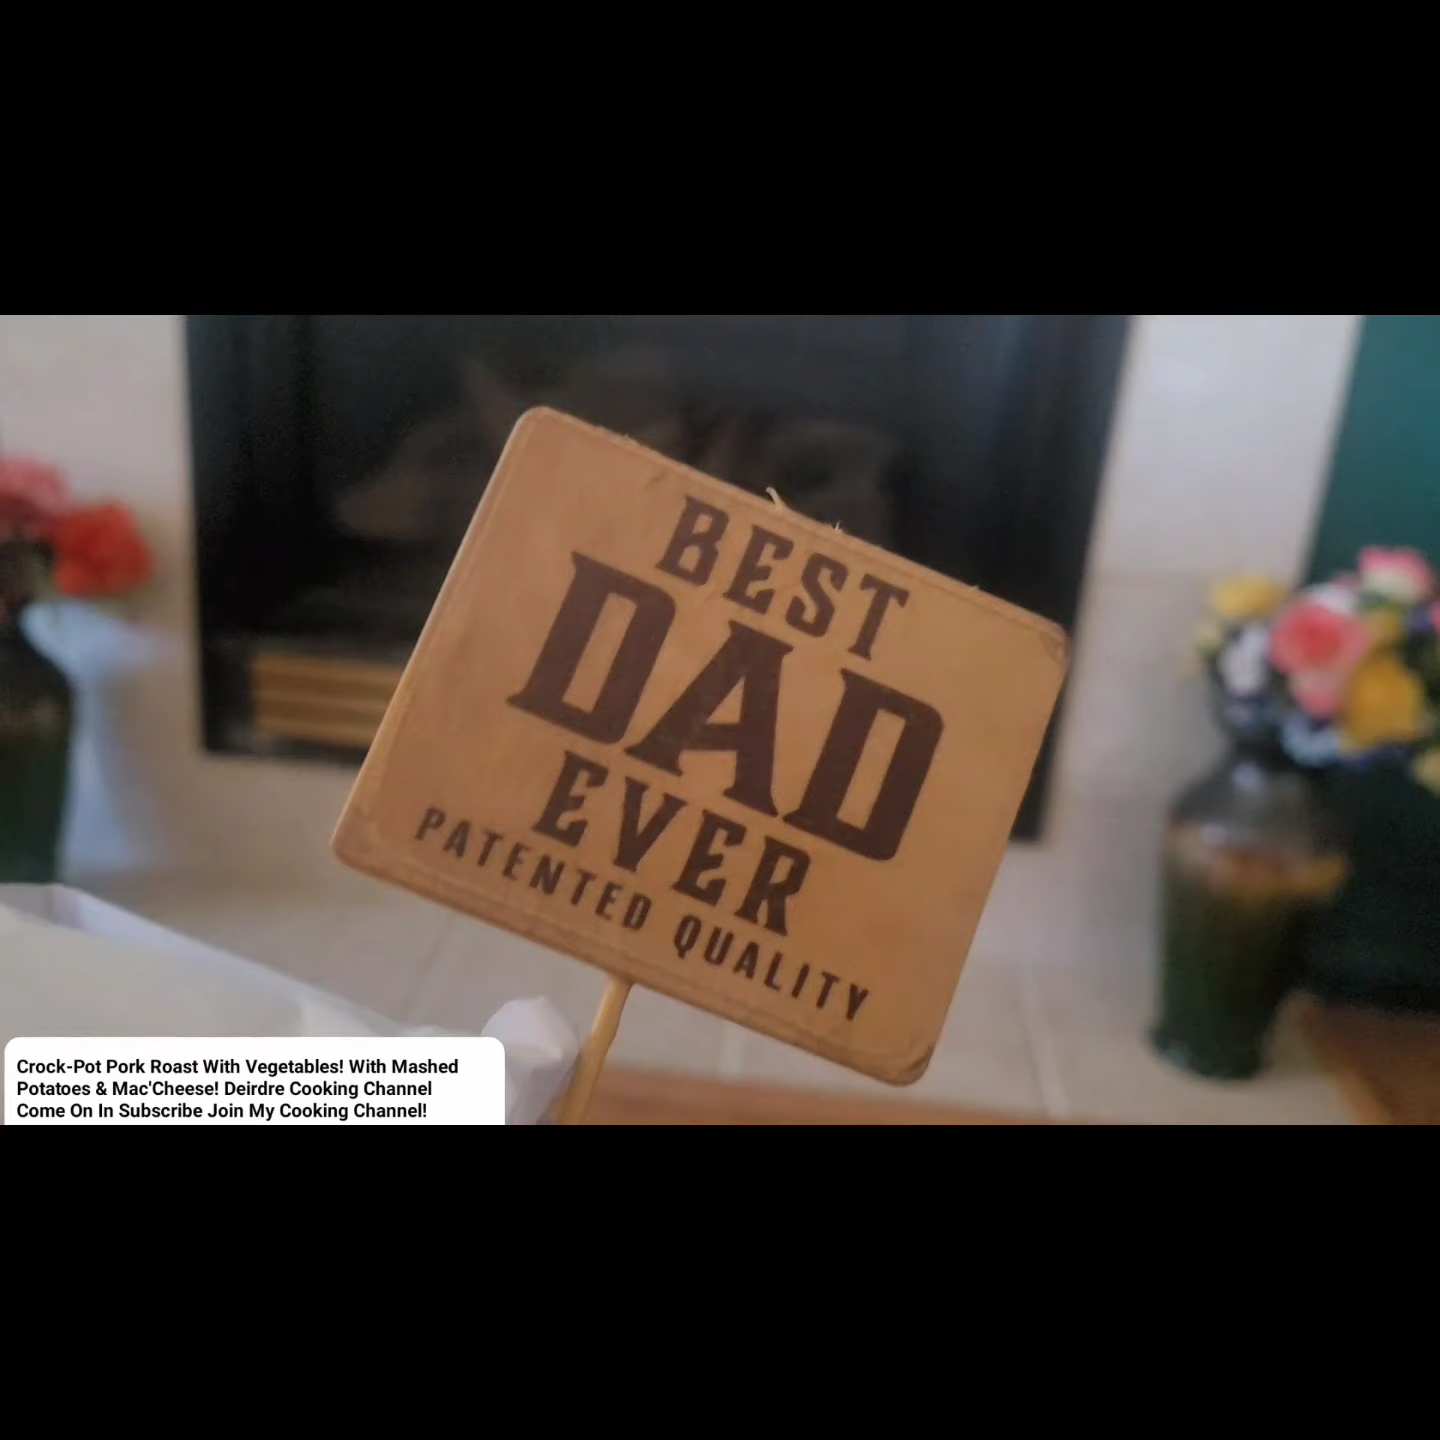 BEST
DAD
EVER
PATENTED QUALITY
Crock-Pot Pork Roast With Vegetables! With Mashed
Potatoes & Mac'Cheese! Deirdre Cooking Channel
Come On In Subscribe Join My Cooking Channel!